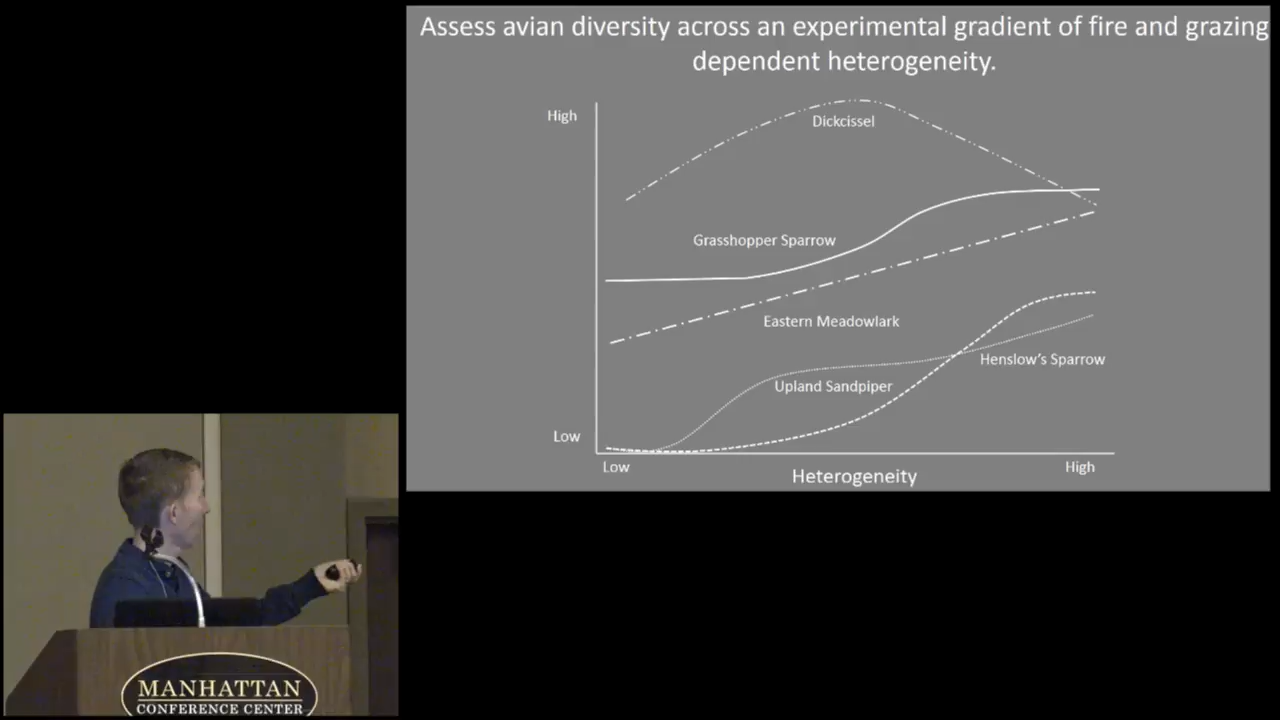 Assess avian diversity across an experimental gradient of fire and grazing
dependent heterogeneity.
High
Dickcissel
Grasshopper Sparrow
Eastern Meadowlark
Henslow's Sparrow
Upland Sandpiper
Low
Low
High
Heterogeneity
MANHATTAN
CONFERENCE CENTER